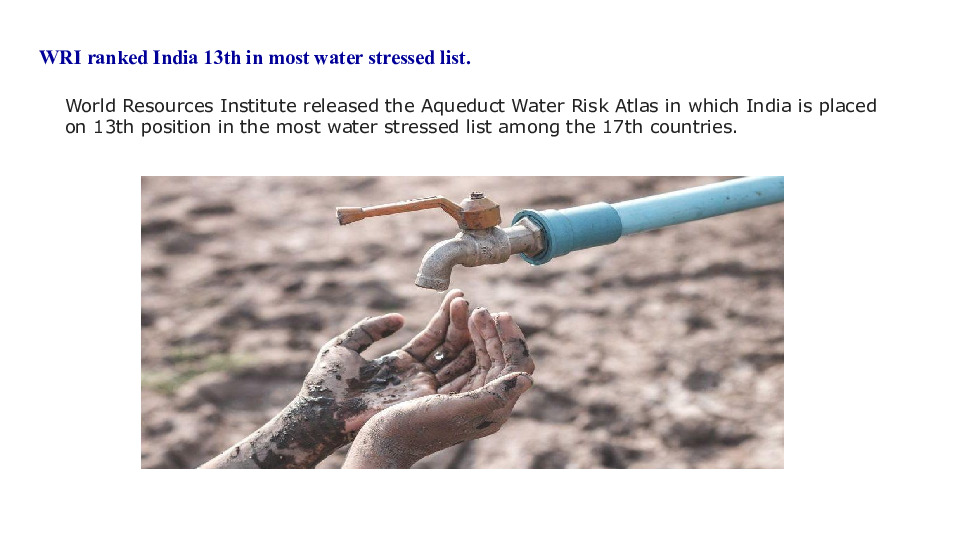 WRI ranked India 13th in most water stressed list.
World Resources Institute released the Aqueduct Water Risk Atlas in which India is placed
on 13th position in the most water stressed list among the 17th countries.